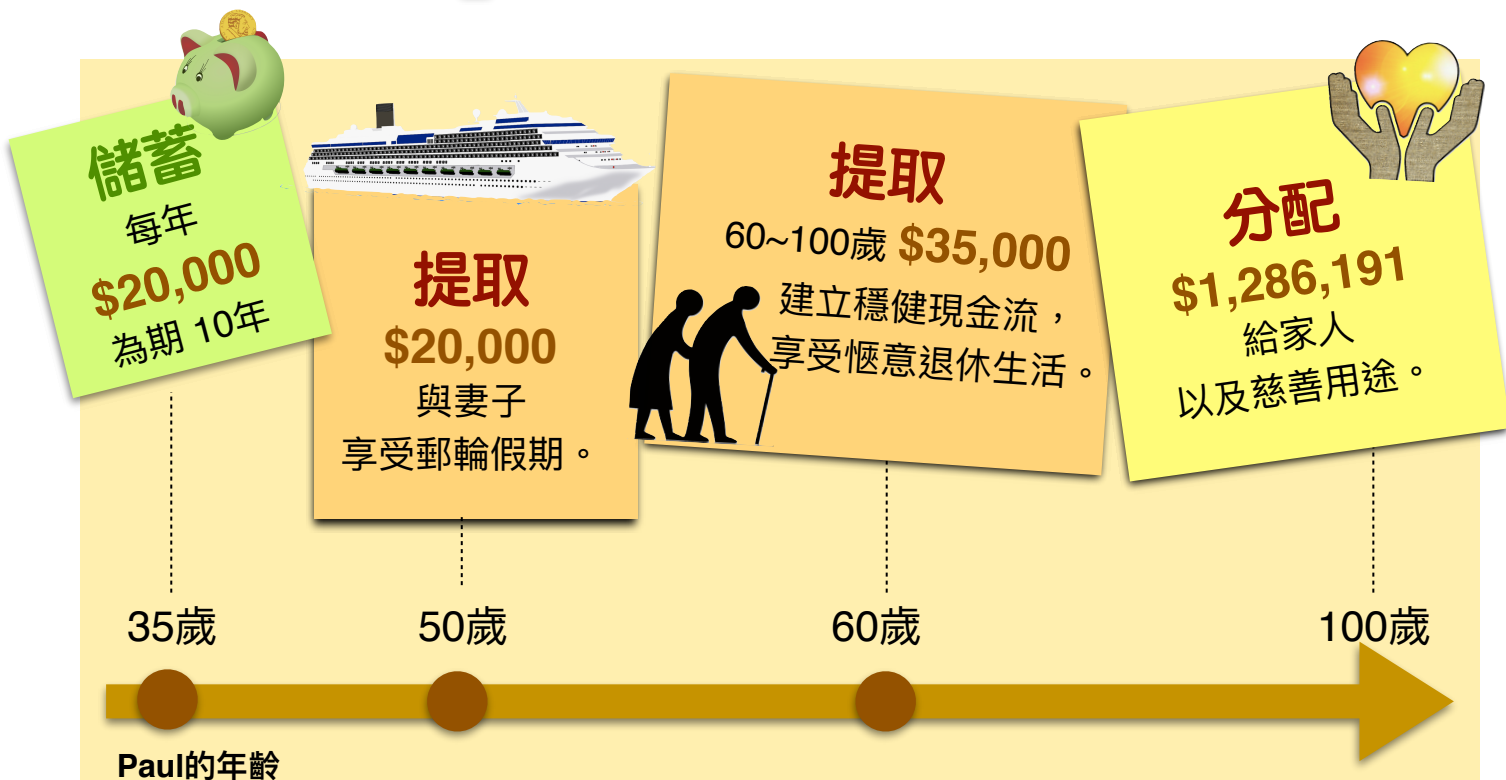 儲蓄
每年
$20,000
為期 10年
提取
$20,000
與妻子
享受郵輪假期。
提取
60~100歲 $35,000
建立穩健現金流，
享受愜意退休生活。
分配
$1,286,191
給家人
以及慈善用途。
35歲
50歲
60歲
100歲
Paul的年齡